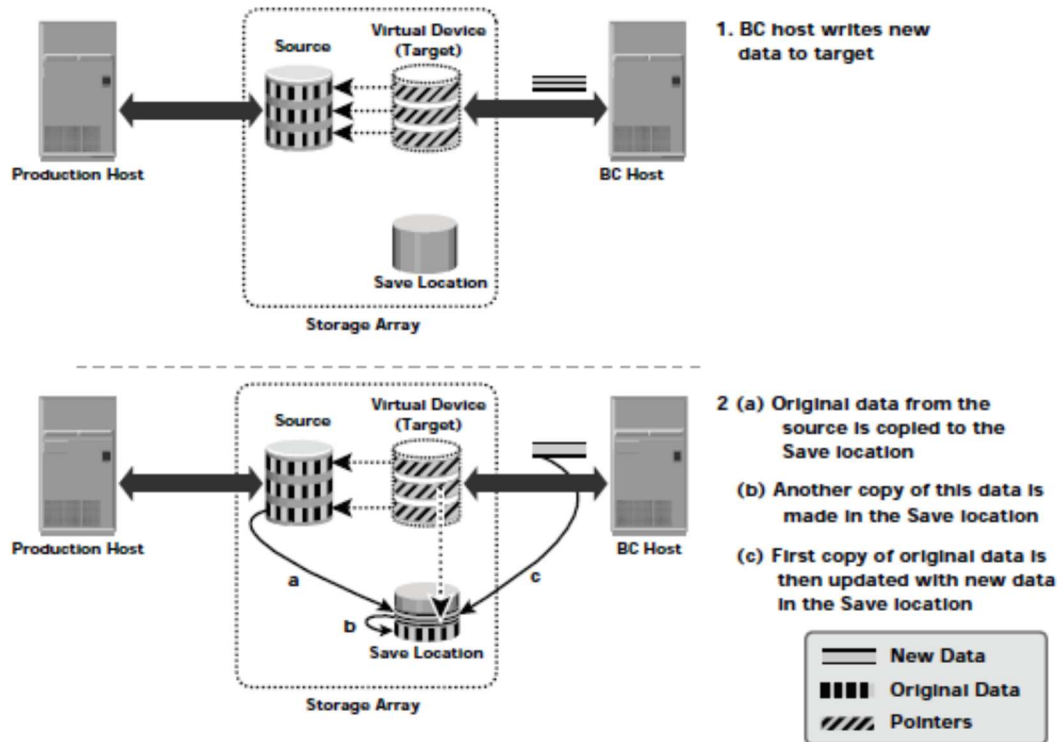 Source
Virtual Device
(Target)
1. BC host writes new
data to target
Production Host
BC Host
Save Location
Storage Array
Source
Virtual Device
(Target)
2 (a) Original data from the
source is copied to the
Save location
(b) Another copy of this data is
made in the Save location
(c) First copy of original data is
then updated with new data
in the Save location
Production Host
BC Host
a
c
b
Save Location
Storage Array
New Data
Original Data
Pointers